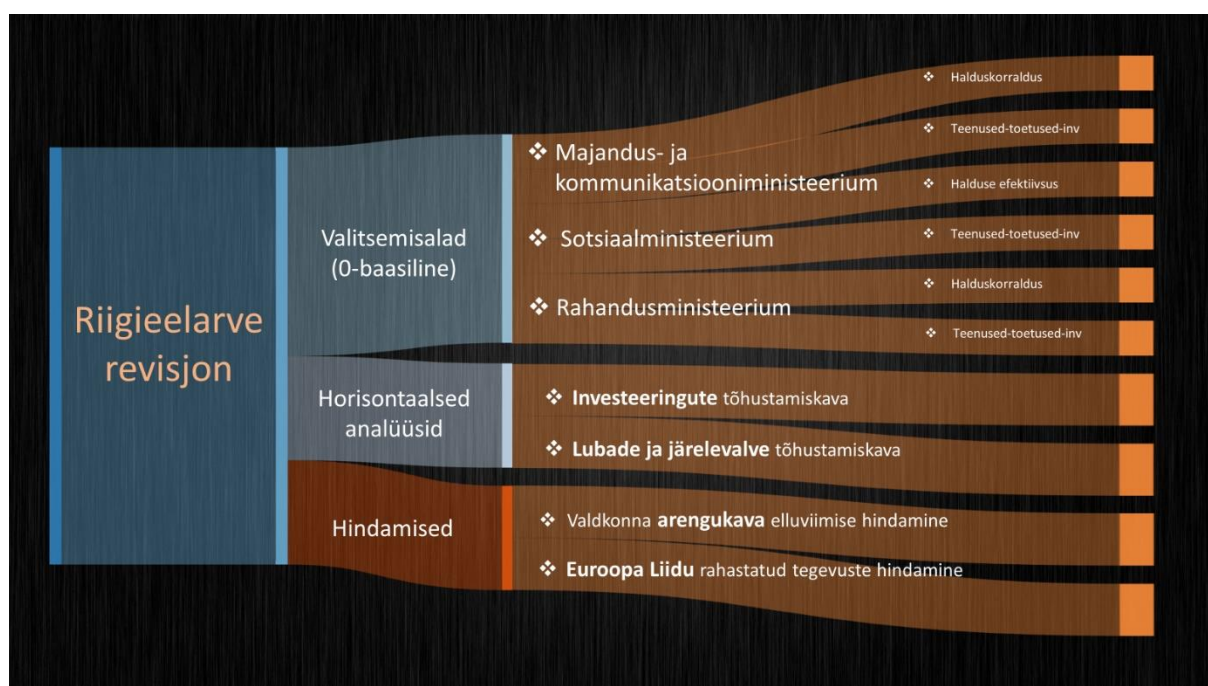 Riigieelarve
revisjon
Valitsemisalad
(0-baasiline)
❖ Majandus- ja
kommunikatsiooniministeerium
❖ Halduskorraldus
❖ Teenused-toetused-inv
❖ Sotsiaalministeerium
❖ Halduse efektiivsus
❖ Teenused-toetused-inv
❖ Rahandusministeerium
❖ Halduskorraldus
❖ Teenused-toetused-inv
Horisontaalsed
analüüsid
❖ Investeeringute tõhustamiskava
❖ Lubade ja järelevalve tõhustamiskava
Hindamised
❖ Valdkonna arengukava elluviimise hindamine
❖ Euroopa Liidu rahastatud tegevuste hindamine